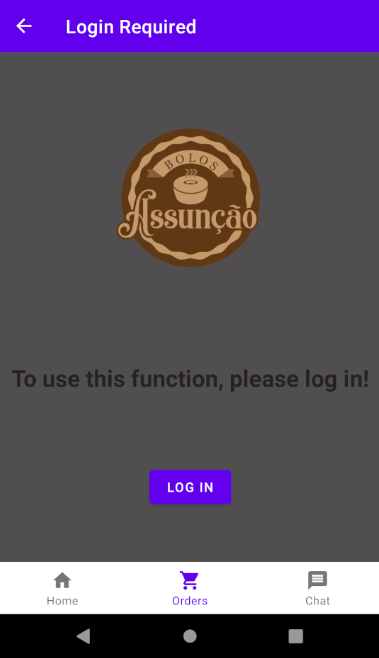 Login Required
BOLOS
Assunção
To use this function, please log in!
LOG IN
Home
Orders
Chat